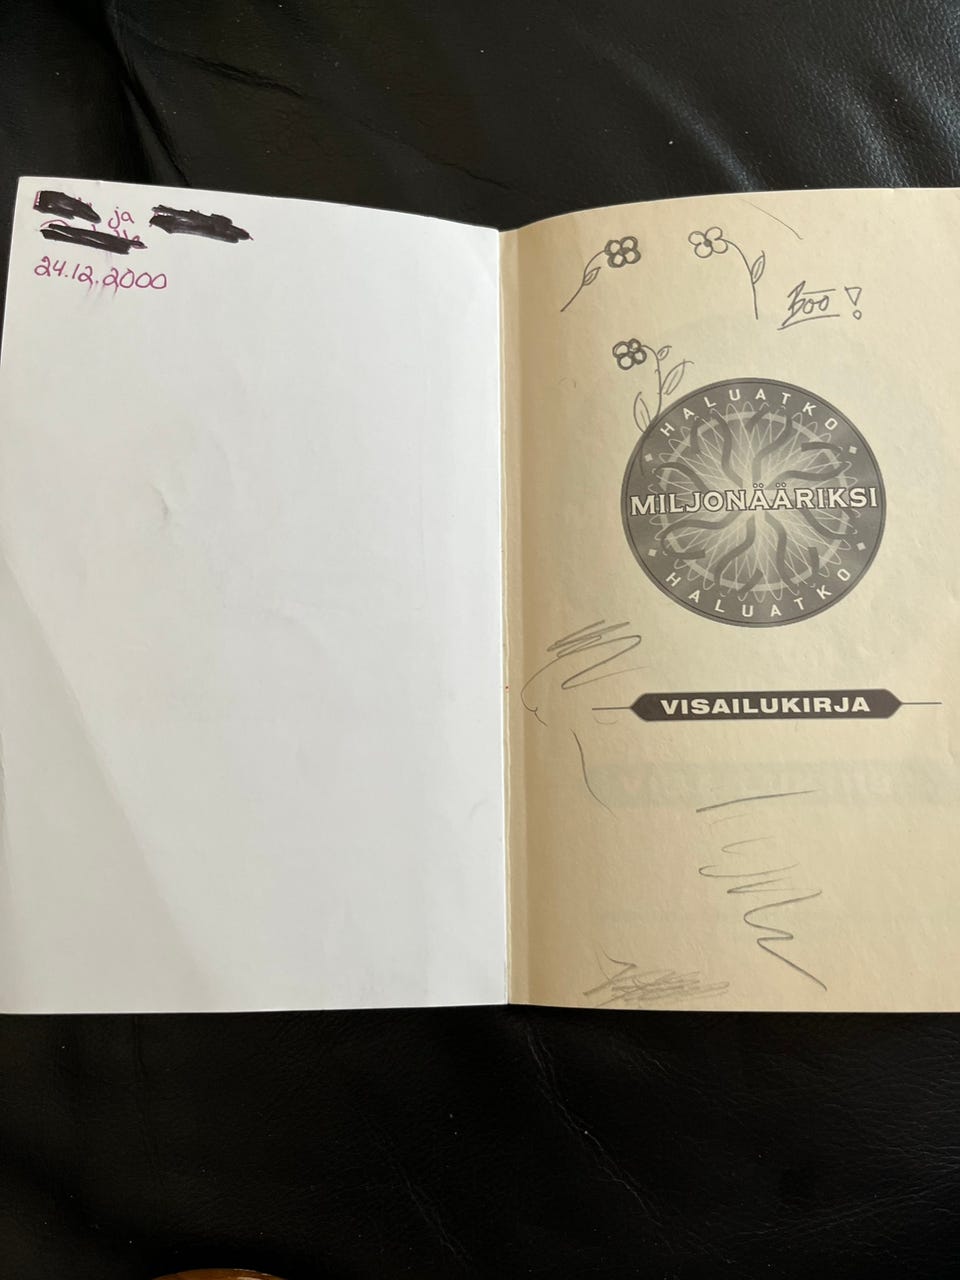 ja
24.12.2000
Boo!
HALUATKO
MILJONÄÄRIKSI
HALUATKO
VISAILUKIRJA